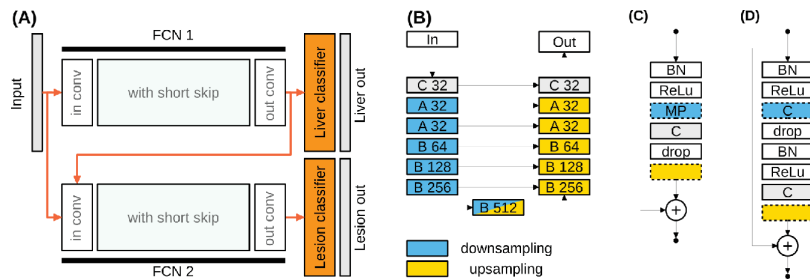 (A)
FCN 1
Input
in conv
with short skip
out conv
Liver classifier
Liver out
in conv
with short skip
out conv
Lesion classifier
Lesion out
FCN 2
(B)
In
Out
C 32
C 32
A 32
A 32
A 32
A 32
B 64
B 64
B 128
B 128
B 256
B 256
B 512
downsampling
upsampling
(C)
BN
ReLu
MP
C
drop
+
(D)
BN
ReLu
C
drop
BN
ReLu
C
+